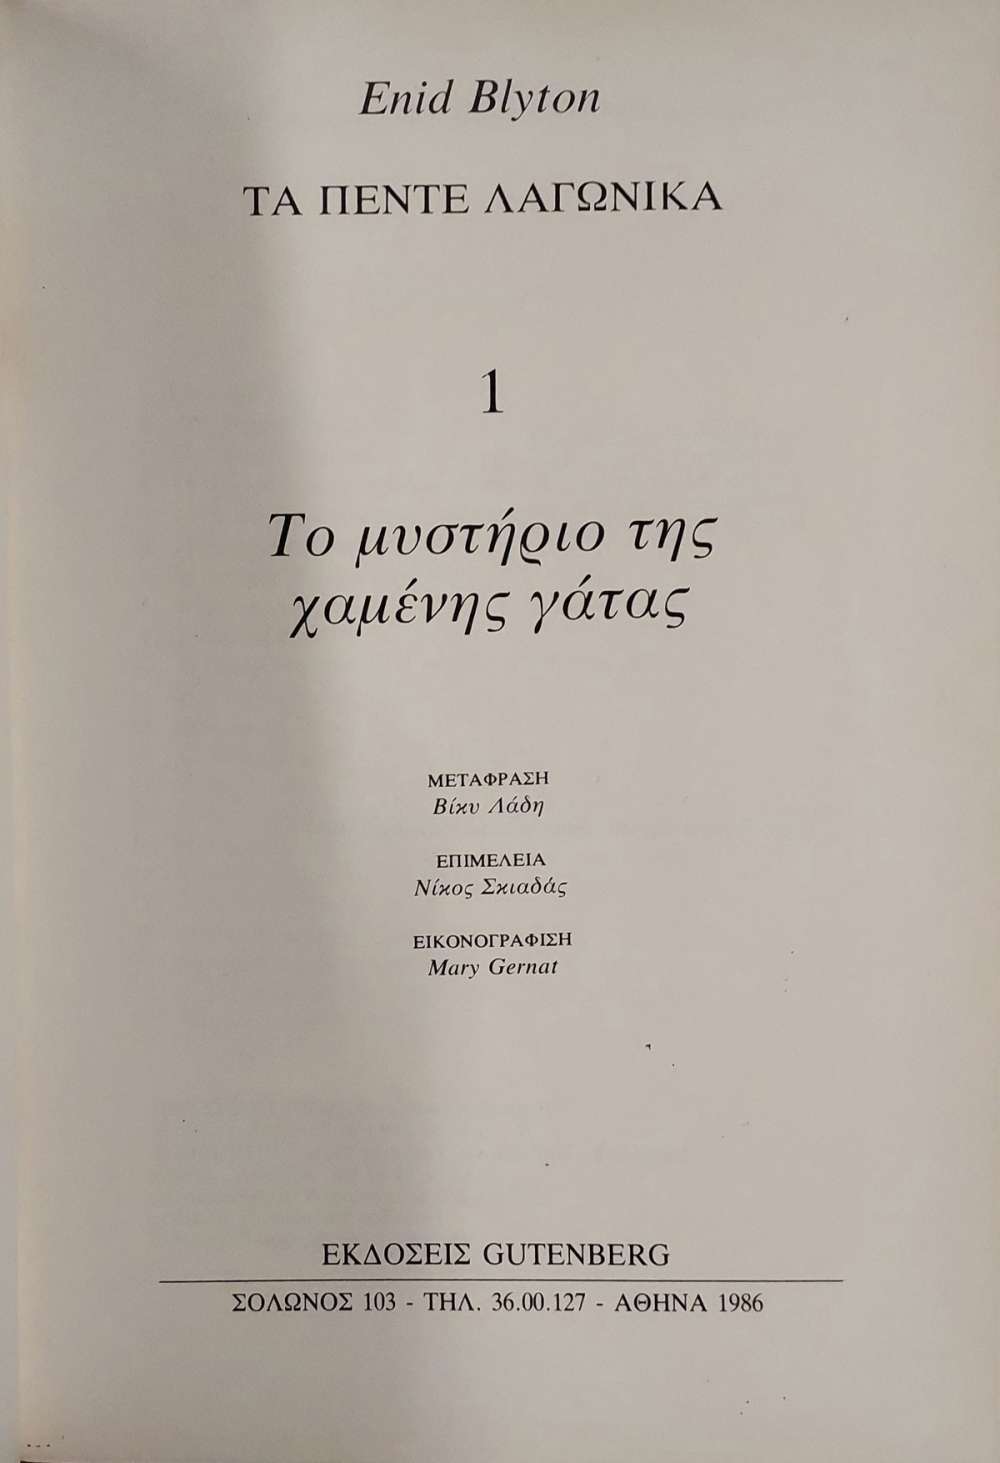 Enid Blyton
ΤΑ ΠΕΝΤΕ ΛΑΓΩΝΙΚΑ
1
Το μυστήριο της
χαμένης γάτας
ΜΕΤΑΦΡΑΣΗ
Βίκυ Λάδη
ΕΠΙΜΕΛΕΙΑ
Νίκος Σκιαδάς
ΕΙΚΟΝΟΓΡΑΦΙΣΗ
Mary Gernat
ΕΚΔΟΣΕΙΣ GUTENBERG
ΣΟΛΩΝΟΣ 103 - ΤΗΛ. 36.00.127 - ΑΘΗΝΑ 1986